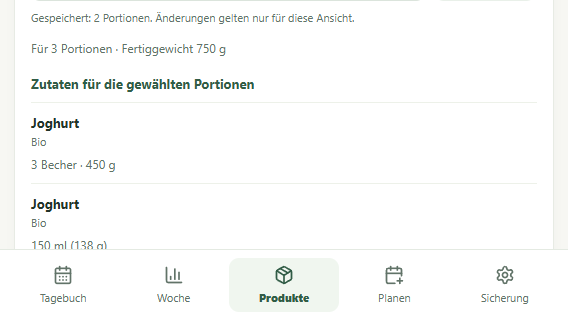 Gespeichert: 2 Portionen. Änderungen gelten nur für diese Ansicht.
Für 3 Portionen · Fertiggewicht 750 g
Zutaten für die gewählten Portionen
Joghurt
Bio
3 Becher · 450 g
Joghurt
Bio
150 ml (138 g)
Tagebuch
Woche
Produkte
Planen
Sicherung